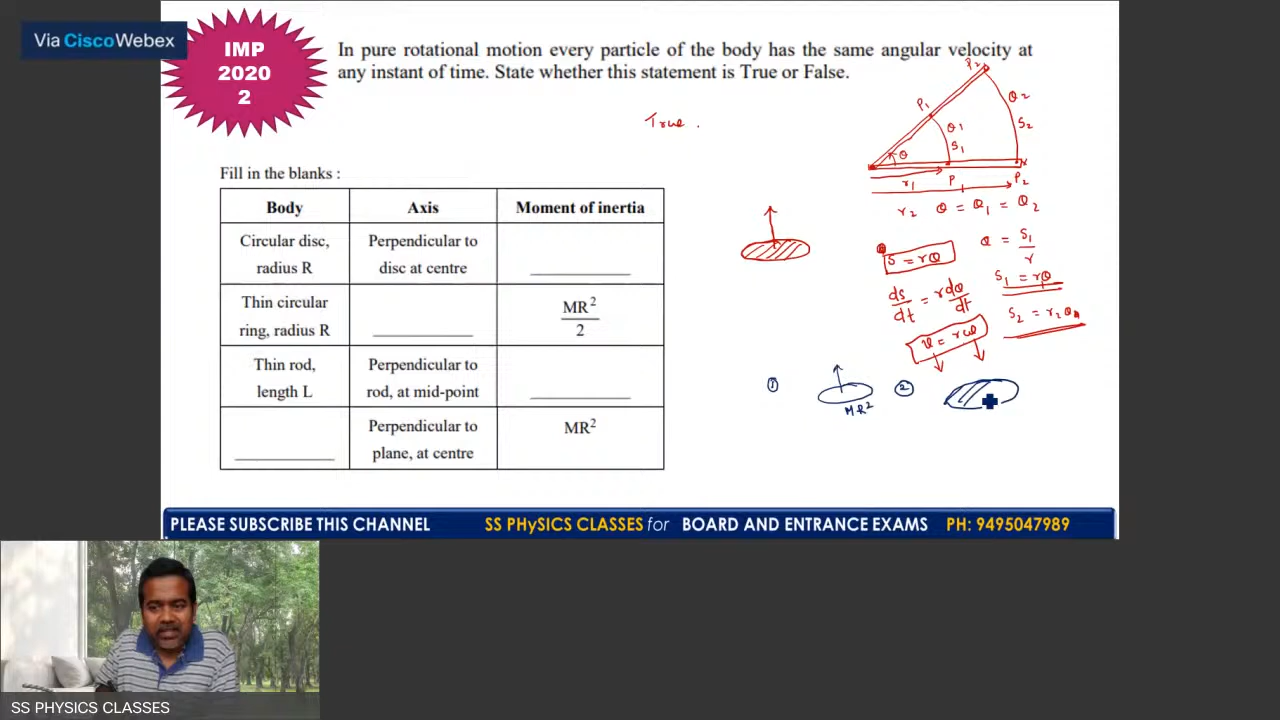 Via Cisco Webex
IMP
2020
2
In pure rotational motion every particle of the body has the same angular velocity at
any instant of time. State whether this statement is True or False.
True .
P2
P1
θ2
θ1
S2
S1
θ
r1
P1
P2
r2
θ = θ1 = θ2
S = rθ
θ = S1/r
S1 = rθ
ds/dt = r dθ/dt
S2 = r2θ
v = rω
Fill in the blanks :
Body Axis Moment of inertia
Circular disc, radius R Perpendicular to disc at centre ________
Thin circular ring, radius R ________ MR²/2
Thin rod, length L Perpendicular to rod, at mid-point ________
________ Perpendicular to plane, at centre MR²
① MR² ②
PLEASE SUBSCRIBE THIS CHANNEL SS PHySICS CLASSES for BOARD AND ENTRANCE EXAMS PH: 9495047989
SS PHYSICS CLASSES